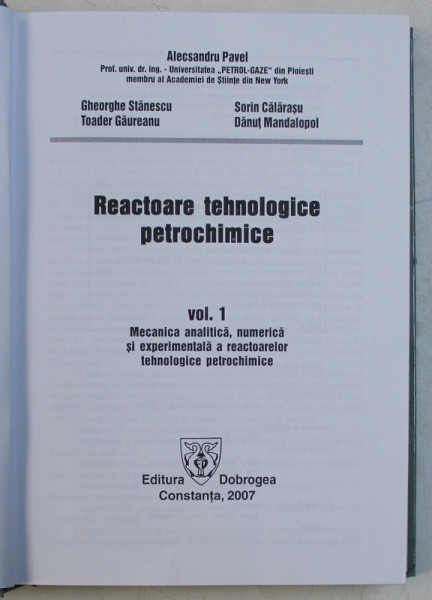 Alecsandru Pavel
Prof. univ. dr. ing. - Universitatea „PETROL-GAZE” din Ploiești
membru al Academiei de Științe din New York
Gheorghe Stănescu
Sorin Călărașu
Toader Găureanu
Dănuț Mandalopol
Reactoare tehnologice
petrochimice
vol. 1
Mecanica analitică, numerică
și experimentală a reactoarelor
tehnologice petrochimice
Editura Dobrogea
Constanța, 2007